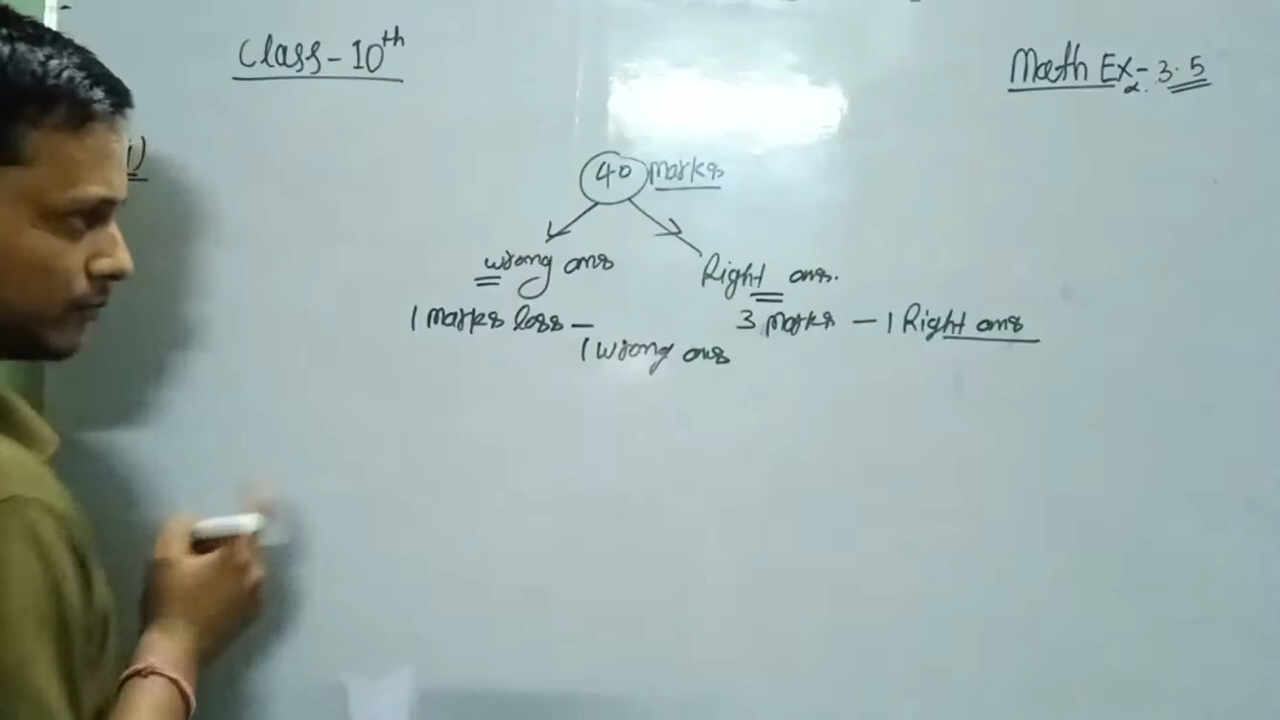 Class-10th
Math Ex-3.5
i)
40 marks
wrong ans
Right ans.
1 marks loss -
1 wrong ans
3 marks - 1 Right ans